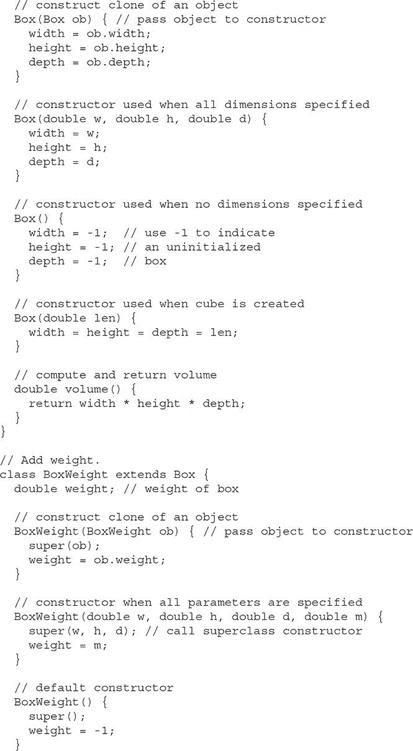 // construct clone of an object
Box(Box ob) { // pass object to constructor
width = ob.width;
height = ob.height;
depth = ob.depth;
}
// constructor used when all dimensions specified
Box(double w, double h, double d) {
width = w;
height = h;
depth = d;
}
// constructor used when no dimensions specified
Box() {
width = -1; // use -1 to indicate
height = -1; // an uninitialized
depth = -1; // box
}
// constructor used when cube is created
Box(double len) {
width = height = depth = len;
}
// compute and return volume
double volume() {
return width * height * depth;
}
}
// Add weight.
class BoxWeight extends Box {
double weight; // weight of box
// construct clone of an object
BoxWeight(BoxWeight ob) { // pass object to constructor
super(ob);
weight = ob.weight;
}
// constructor when all parameters are specified
BoxWeight(double w, double h, double d, double m) {
super(w, h, d); // call superclass constructor
weight = m;
}
// default constructor
BoxWeight() {
super();
weight = -1;
}